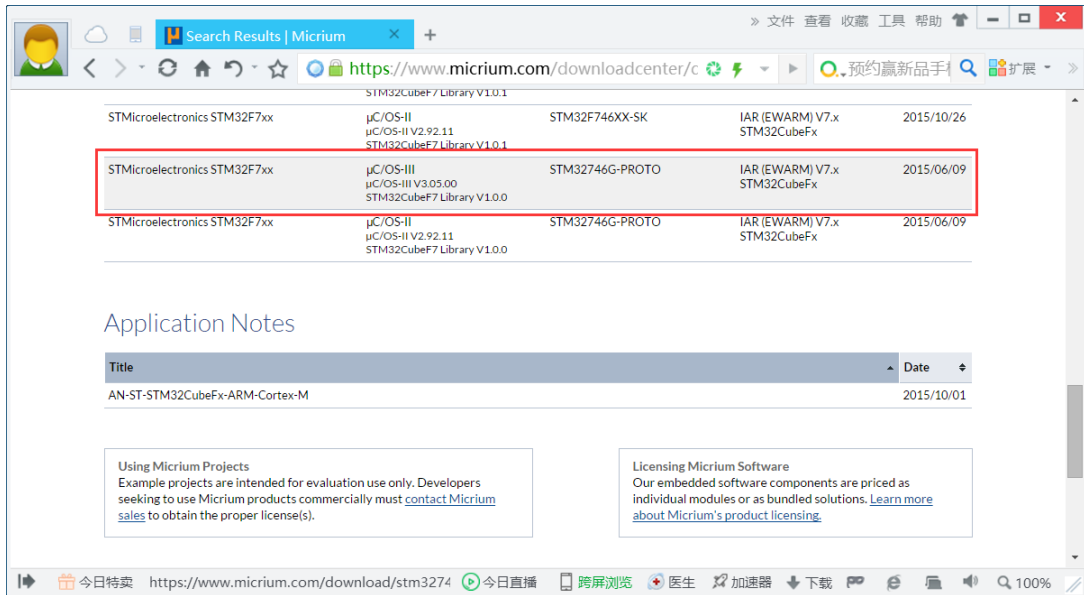 » 文件 查看 收藏 工具 帮助
Search Results | Micrium × +
https://www.micrium.com/downloadcenter/c 预约赢新品手 扩展 »
STM32CubeF7 Library V1.0.1
STMicroelectronics STM32F7xx µC/OS-II STM32F746XX-SK IAR (EWARM) V7.x 2015/10/26
µC/OS-II V2.92.11 STM32CubeFx
STM32CubeF7 Library V1.0.1
STMicroelectronics STM32F7xx µC/OS-III STM32746G-PROTO IAR (EWARM) V7.x 2015/06/09
µC/OS-III V3.05.00 STM32CubeFx
STM32CubeF7 Library V1.0.0
STMicroelectronics STM32F7xx µC/OS-II STM32746G-PROTO IAR (EWARM) V7.x 2015/06/09
µC/OS-II V2.92.11 STM32CubeFx
STM32CubeF7 Library V1.0.0
Application Notes
Title Date
AN-ST-STM32CubeFx-ARM-Cortex-M 2015/10/01
Using Micrium Projects
Example projects are intended for evaluation use only. Developers
seeking to use Micrium products commercially must contact Micrium
sales to obtain the proper license(s).
Licensing Micrium Software
Our embedded software components are priced as
individual modules or as bundled solutions. Learn more
about Micrium's product licensing.
今日特卖 https://www.micrium.com/download/stm3274 今日直播 跨屏浏览 医生 加速器 下载 100%